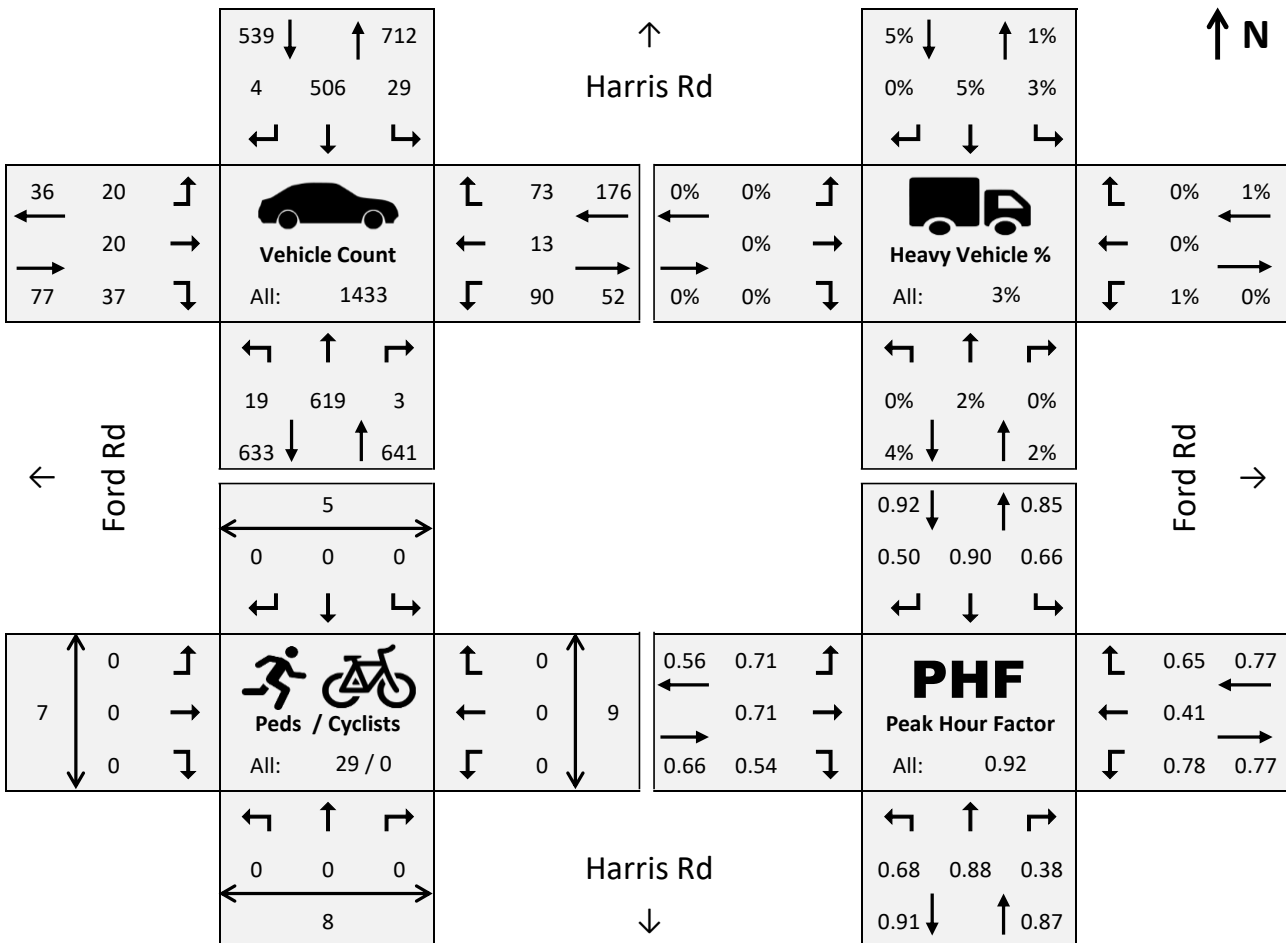 539 712 5% 1% N
Harris Rd
4 506 29 0% 5% 3%
36 20 73 176 0% 0% 0% 1%
20 Vehicle Count 13 0% Heavy Vehicle % 0%
77 37 All: 1433 90 52 0% 0% All: 3% 1% 0%
19 619 3 0% 2% 0%
633 641 4% 2%
Ford Rd
Ford Rd
5 0.92 0.85
0 0 0 0.50 0.90 0.66
0 0 0.56 0.71 PHF 0.65 0.77
7 0 Peds / Cyclists 0 9 0.71 Peak Hour Factor 0.41
0 All: 29 / 0 0 0.66 0.54 All: 0.92 0.78 0.77
0 0 0 Harris Rd 0.68 0.88 0.38
8 0.91 0.87